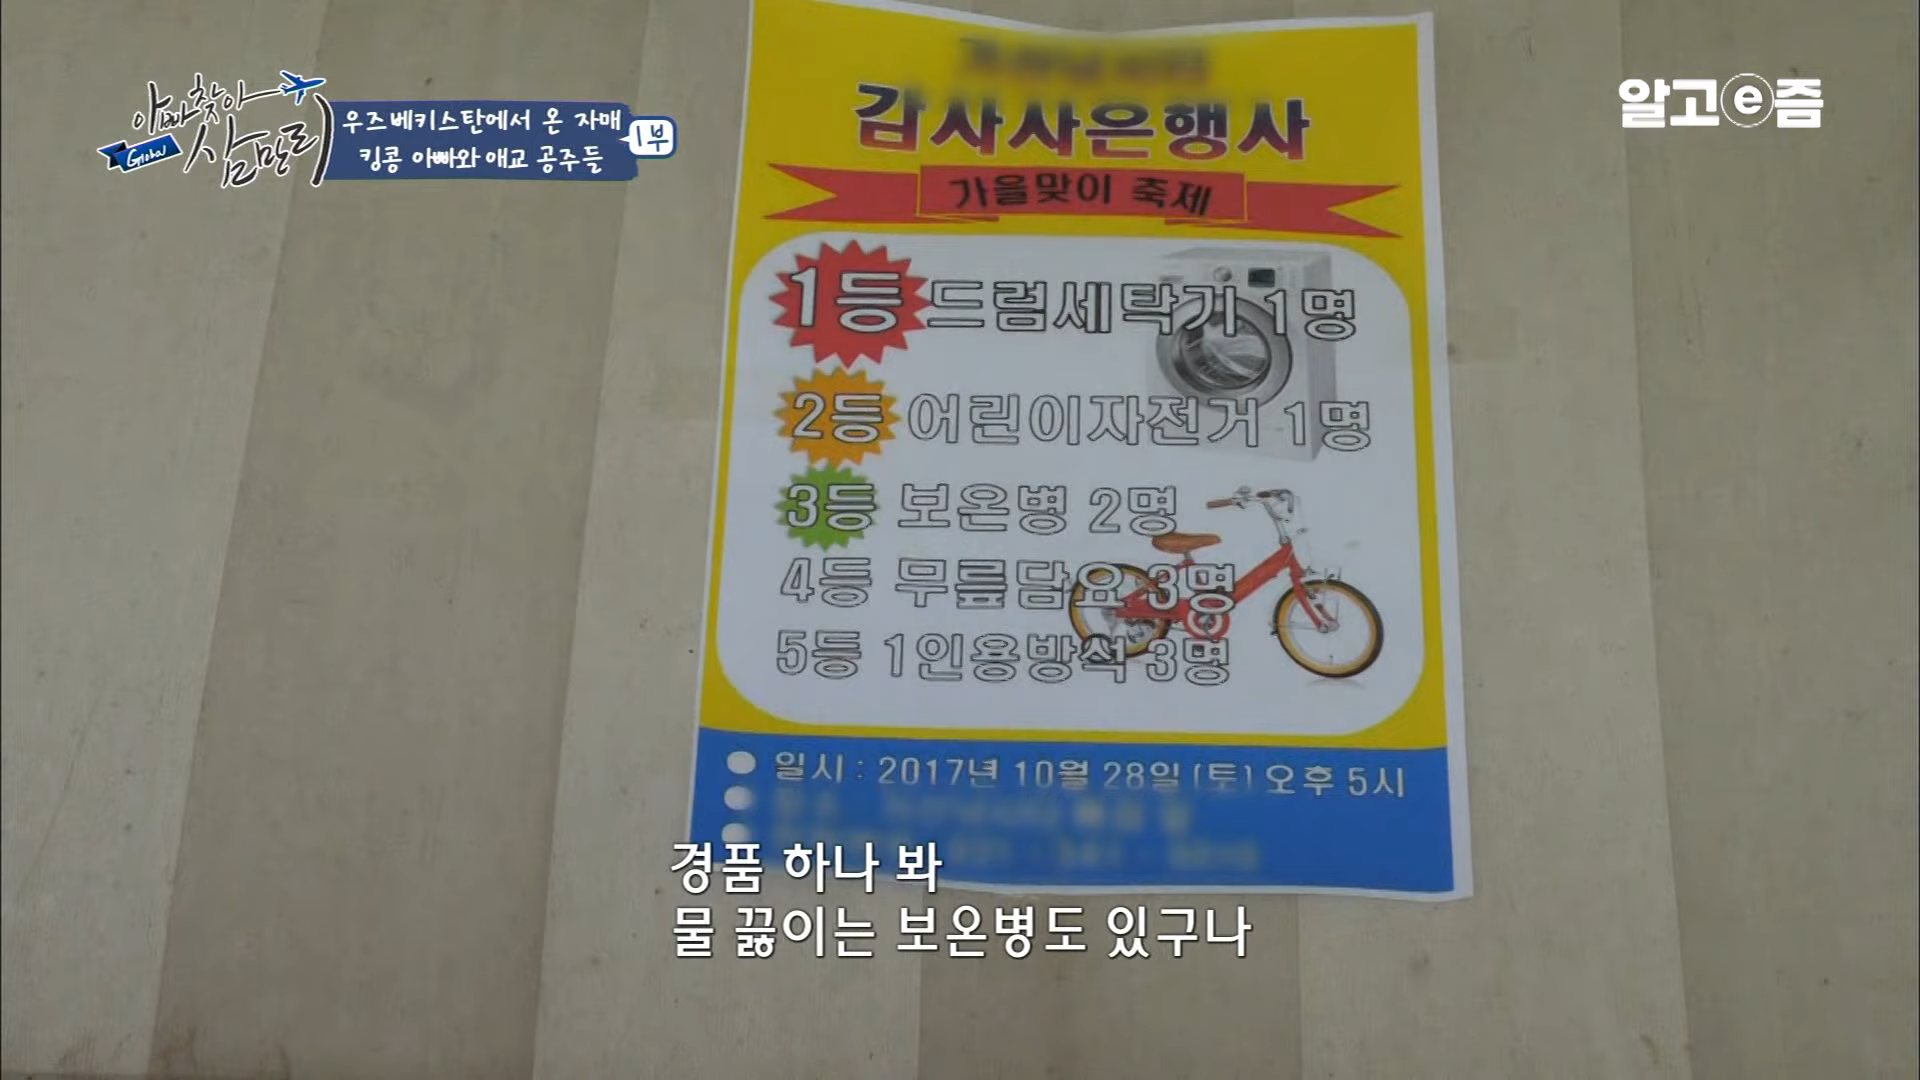 아빠찾아
삼만리
Global
우즈베키스탄에서 온 자매
킹콩 아빠와 애교 공주들
1부
알고e즘
감사사은행사
가을맞이 축제
1등 드럼세탁기 1명
2등 어린이자전거 1명
3등 보온병 2명
4등 무릎담요 3명
5등 1인용방석 3명
일시 : 2017년 10월 28일 (토) 오후 5시
경품 하나 봐
물 끓이는 보온병도 있구나